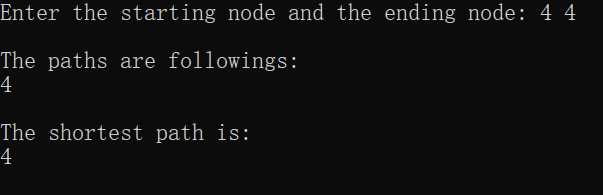 Enter the starting node and the ending node: 4 4
The paths are followings:
4
The shortest path is:
4